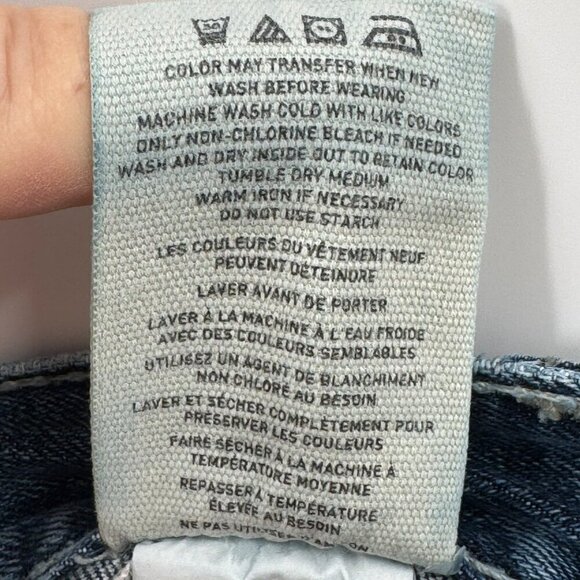 COLOR MAY TRANSFER WHEN NEW
WASH BEFORE WEARING
MACHINE WASH COLD WITH LIKE COLORS
ONLY NON-CHLORINE BLEACH IF NEEDED
WASH AND DRY INSIDE OUT TO RETAIN COLOR
TUMBLE DRY MEDIUM
WARM IRON IF NECESSARY
DO NOT USE STARCH
LES COULEURS DU VÊTEMENT NEUF
PEUVENT DÉTEINDRE
LAVER AVANT DE PORTER
LAVER À LA MACHINE À L'EAU FROIDE
AVEC DES COULEURS SEMBLABLES
UTILISEZ UN AGENT DE BLANCHIMENT
NON CHLORÉ AU BESOIN
LAVER ET SÉCHER COMPLÈTEMENT POUR
PRÉSERVER LES COULEURS
FAIRE SÉCHER À LA MACHINE À
TEMPÉRATURE MOYENNE
REPASSER À TEMPÉRATURE
ÉLEVÉE AU BESOIN
NE PAS UTILISER D'AMIDON